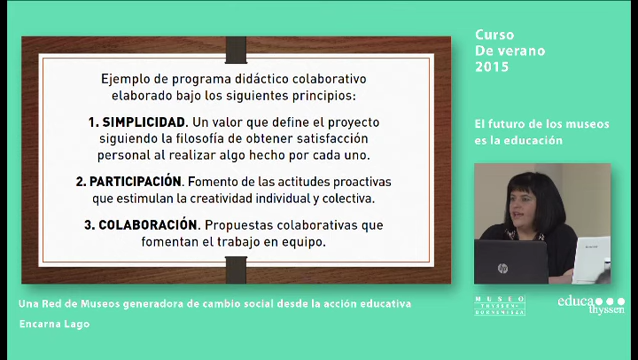 Curso
De verano
2015
Ejemplo de programa didáctico colaborativo
elaborado bajo los siguientes principios:
1. SIMPLICIDAD. Un valor que define el proyecto
siguiendo la filosofía de obtener satisfacción
personal al realizar algo hecho por cada uno.
2. PARTICIPACIÓN. Fomento de las actitudes proactivas
que estimulan la creatividad individual y colectiva.
3. COLABORACIÓN. Propuestas colaborativas que
fomentan el trabajo en equipo.
El futuro de los museos
es la educación
hp
Una Red de Museos generadora de cambio social desde la acción educativa
Encarna Lago
MUSEO
THYSSEN-
BORNEMISZA
educa
thyssen